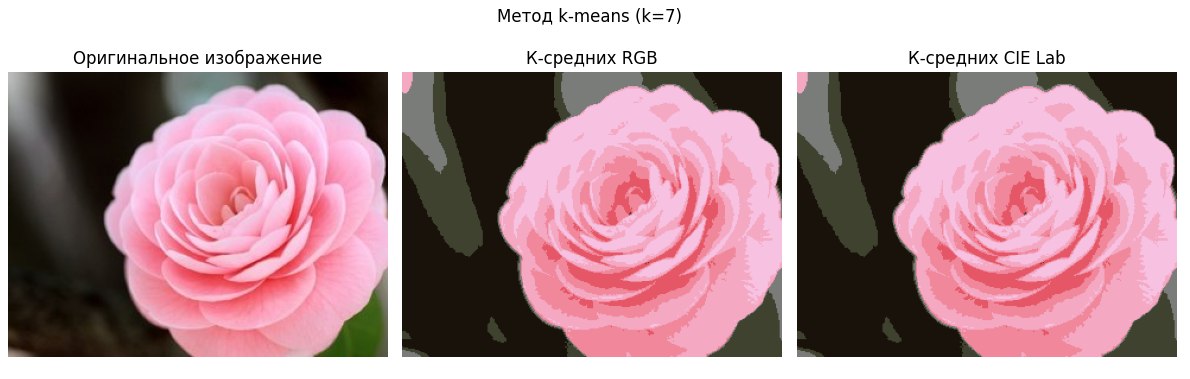 Метод k-means (k=7)
Оригинальное изображение
К-средних RGB
К-средних CIE Lab